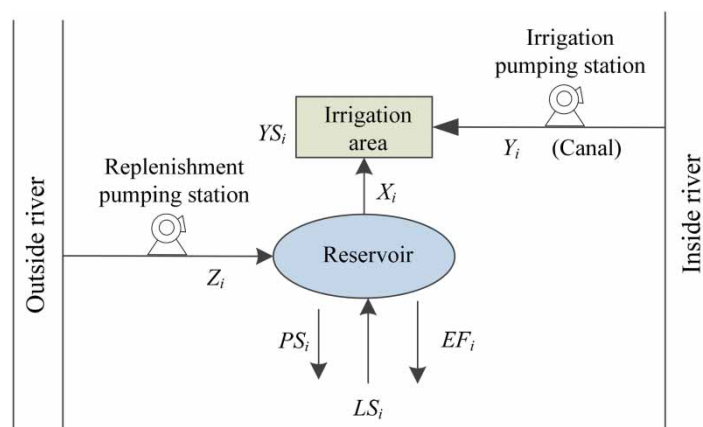 Irrigation
pumping station
Irrigation
area
YSᵢ
Yᵢ (Canal)
Replenishment
pumping station
Xᵢ
Outside river
Inside river
Reservoir
Zᵢ
PSᵢ
EFᵢ
LSᵢ